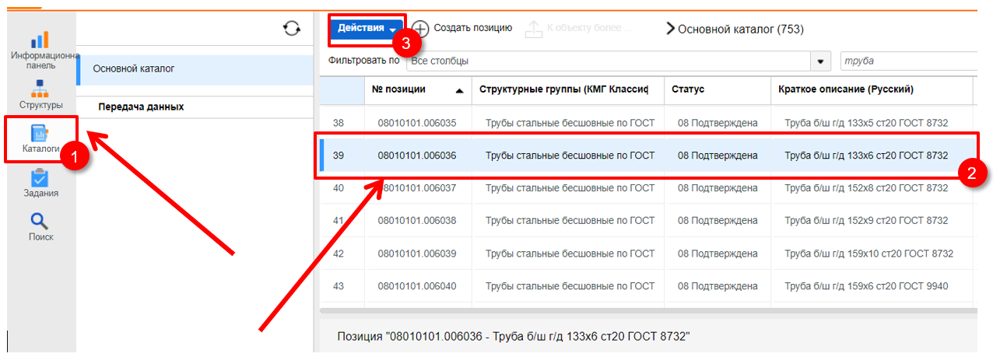 Информационна
панель
Структуры
Каталоги
1
Задания
Поиск
Основной каталог
Передача данных
Действия
3
Создать позицию
К объекту более ...
Основной каталог (753)
Фильтровать по
Все столбцы
труба
№ позиции
Структурные группы (КМГ Классиф
Статус
Краткое описание (Русский)
38 08010101.006035 Трубы стальные бесшовные по ГОСТ 08 Подтверждена Труба б/ш г/д 133х5 ст20 ГОСТ 8732
39 08010101.006036 Трубы стальные бесшовные по ГОСТ 08 Подтверждена Труба б/ш г/д 133х6 ст20 ГОСТ 8732
2
40 08010101.006037 Трубы стальные бесшовные по ГОСТ 08 Подтверждена Труба б/ш г/д 152х8 ст20 ГОСТ 8732
41 08010101.006038 Трубы стальные бесшовные по ГОСТ 08 Подтверждена Труба б/ш г/д 152х9 ст20 ГОСТ 8732
42 08010101.006039 Трубы стальные бесшовные по ГОСТ 08 Подтверждена Труба б/ш г/д 159х10 ст20 ГОСТ 8732
43 08010101.006040 Трубы стальные бесшовные по ГОСТ 08 Подтверждена Труба б/ш г/д 159х6 ст20 ГОСТ 9940
Позиция "08010101.006036 - Труба б/ш г/д 133х6 ст20 ГОСТ 8732"